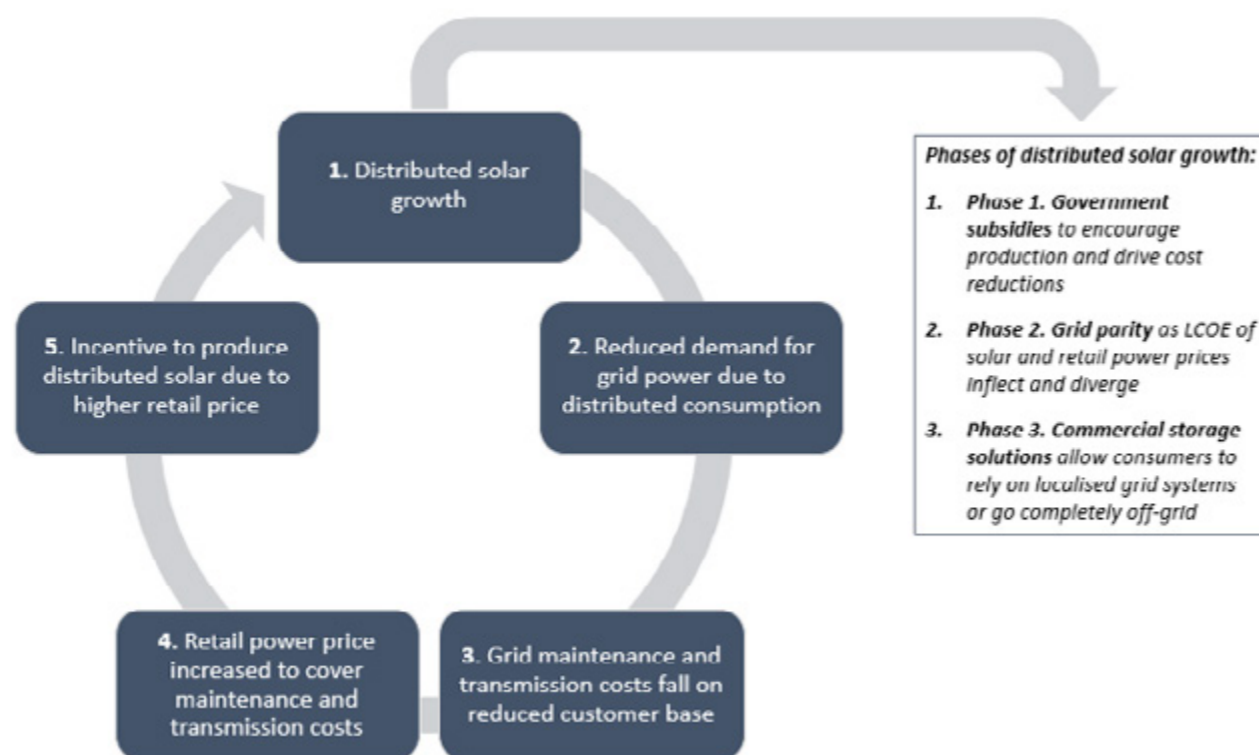 1. Distributed solar
growth
Phases of distributed solar growth:
1. Phase 1. Government
subsidies to encourage
production and drive cost
reductions
2. Phase 2. Grid parity as LCOE of
solar and retail power prices
inflect and diverge
3. Phase 3. Commercial storage
solutions allow consumers to
rely on localised grid systems
or go completely off-grid
2. Reduced demand for
grid power due to
distributed consumption
3. Grid maintenance and
transmission costs fall on
reduced customer base
4. Retail power price
increased to cover
maintenance and
transmission costs
5. Incentive to produce
distributed solar due to
higher retail price